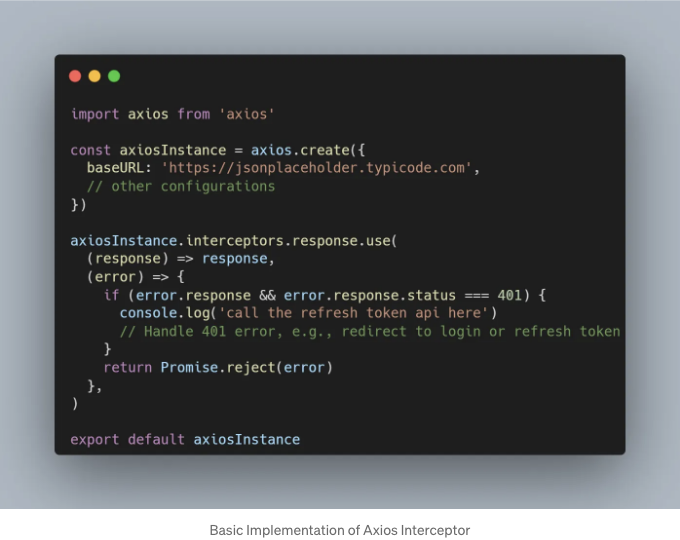 import axios from 'axios'
const axiosInstance = axios.create({
baseURL: 'https://jsonplaceholder.typicode.com',
// other configurations
})
axiosInstance.interceptors.response.use(
(response) => response,
(error) => {
if (error.response && error.response.status === 401) {
console.log('call the refresh token api here')
// Handle 401 error, e.g., redirect to login or refresh token
}
return Promise.reject(error)
},
)
export default axiosInstance
Basic Implementation of Axios Interceptor